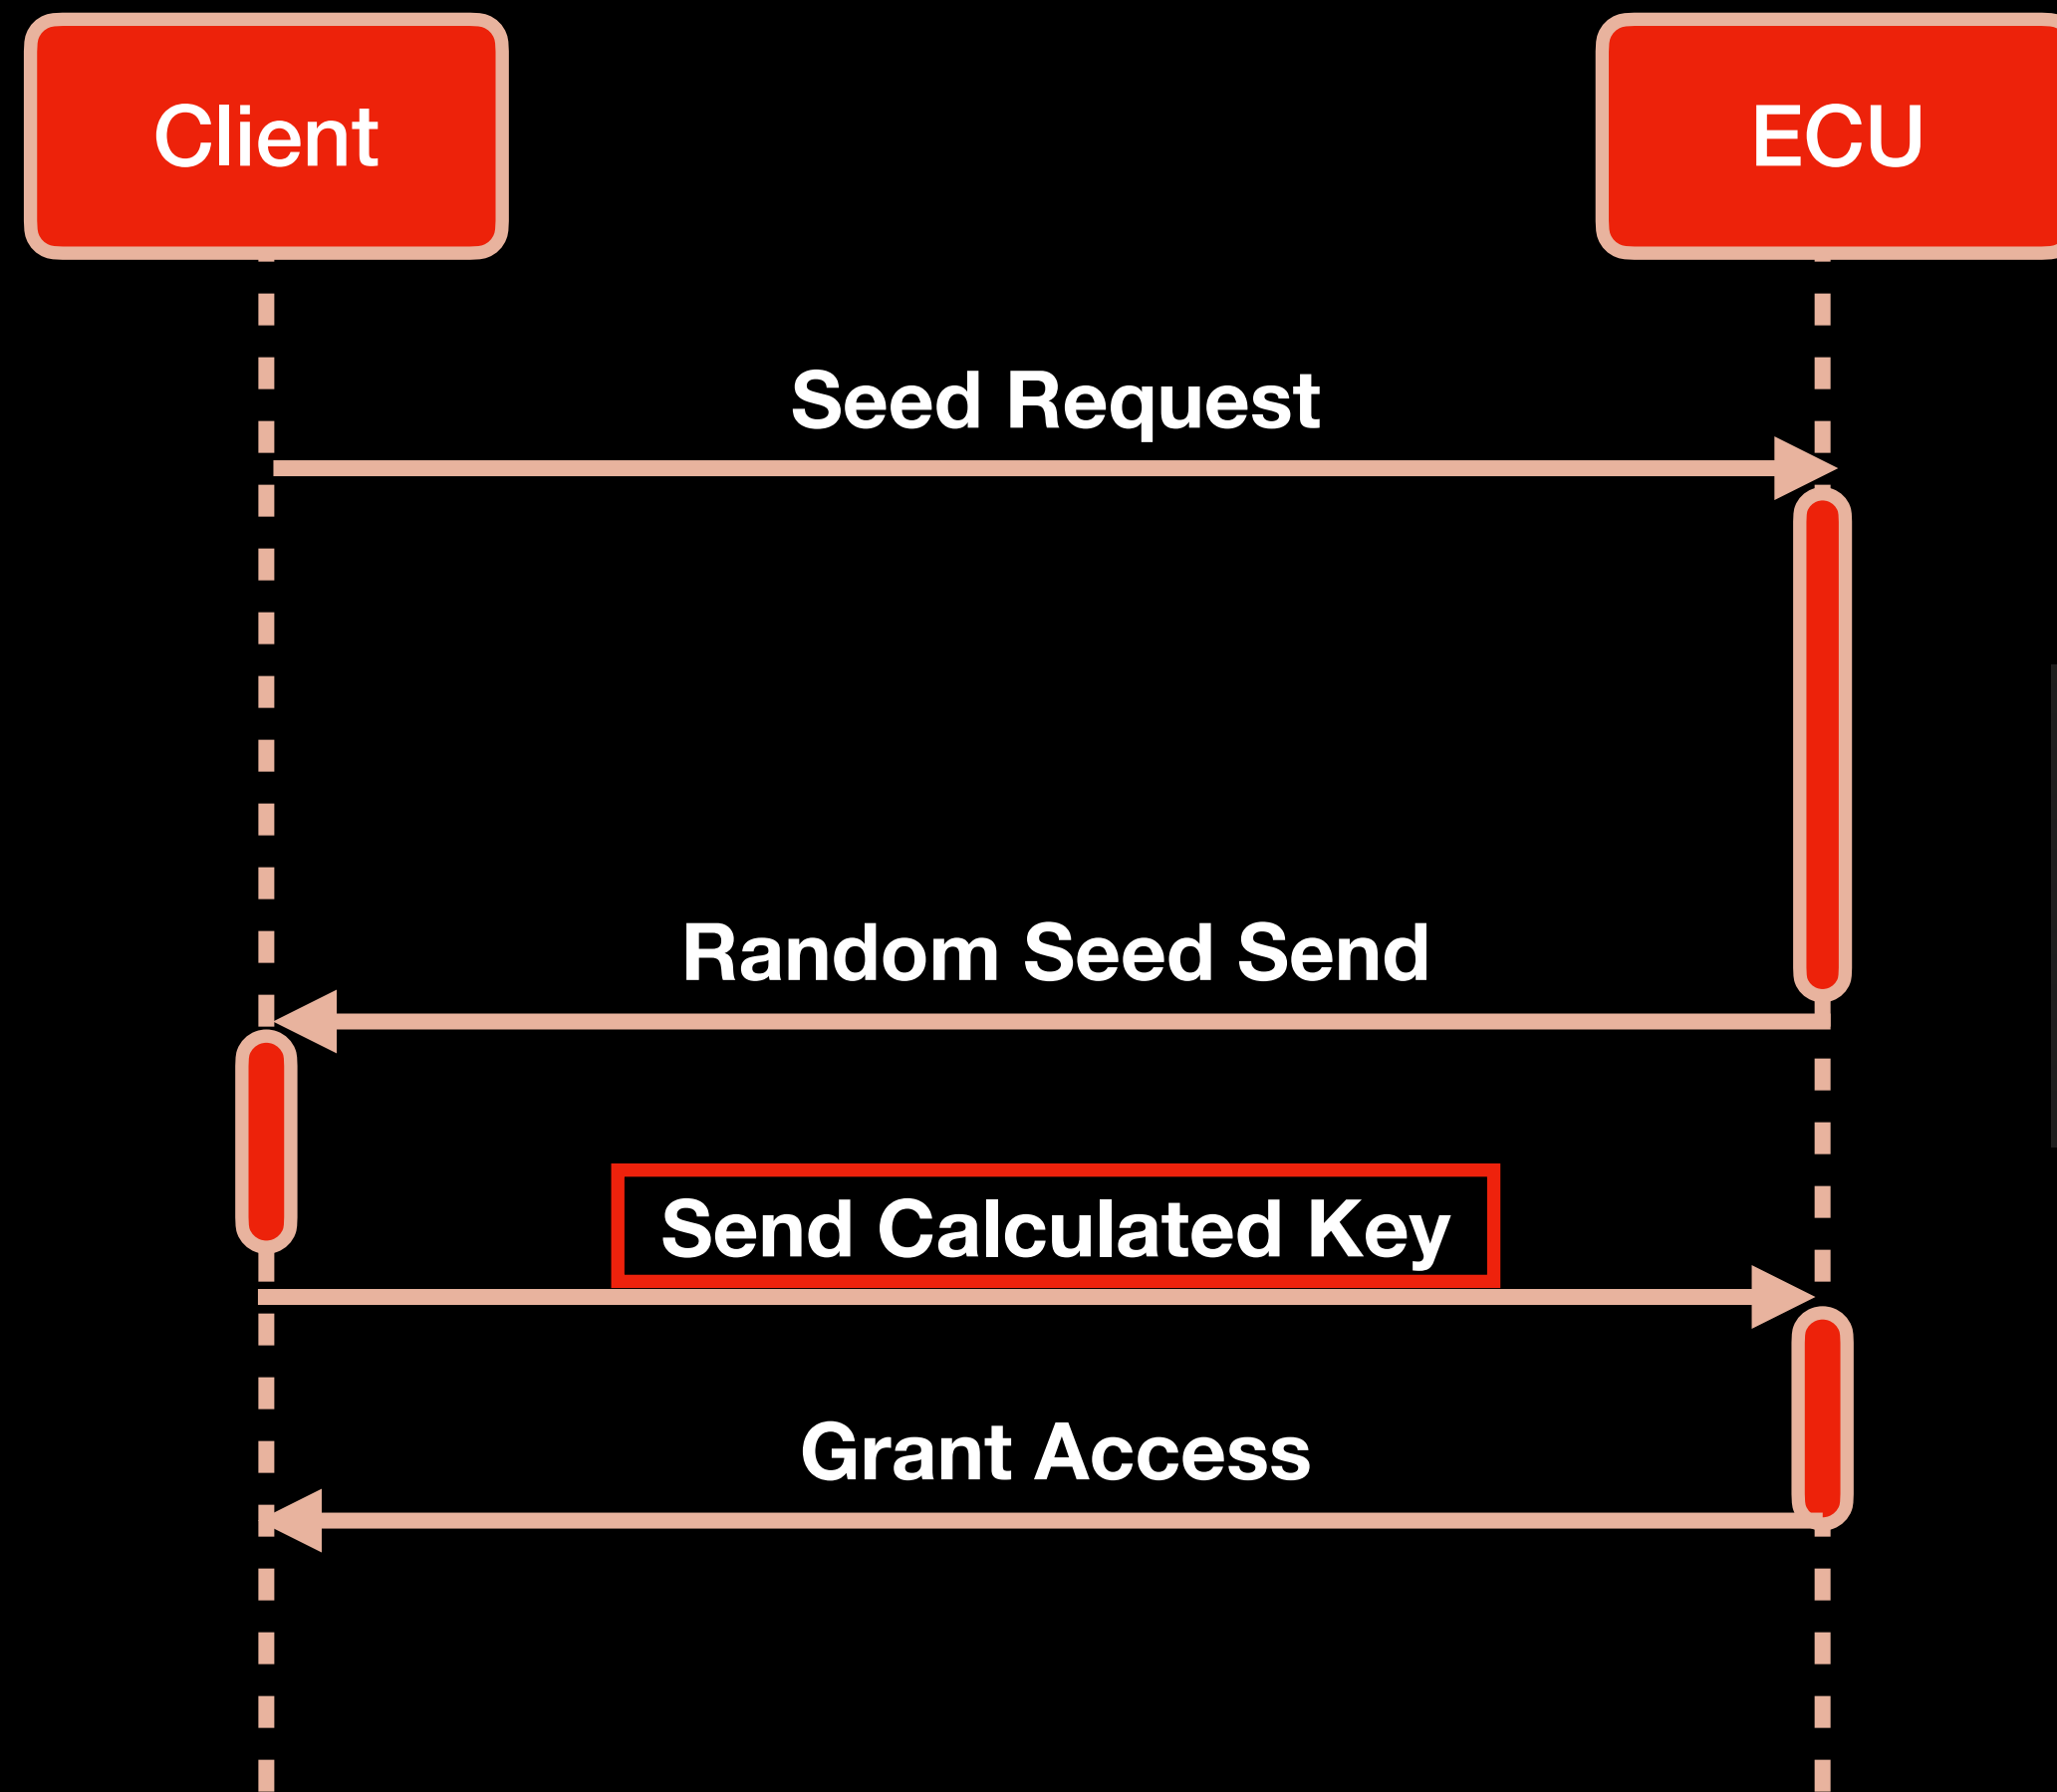 Client
ECU
Seed Request
Random Seed Send
Send Calculated Key
Grant Access